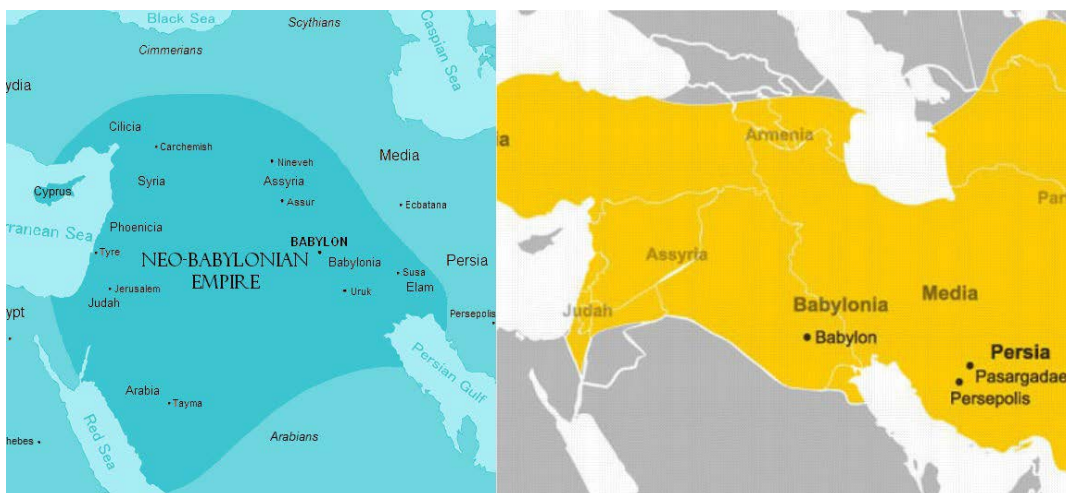 Black Sea
Scythians
Caspian Sea
Cimmerians
ydia
Cilicia
Carchemish
Media
Nineveh
Syria
Assyria
Cyprus
Assur
Ecbatana
Phoenicia
rranean Sea
BABYLON
Tyre
NEO-BABYLONIAN
EMPIRE
Babylonia
Persia
Susa
Jerusalem
Elam
Uruk
Judah
ypt
Persepolis
Persian Gulf
Arabia
Tayma
Red Sea
Arabians
hebes
ia
Armenia
Par
Assyria
Judah
Babylonia
Media
Babylon
Persia
Pasargadae
Persepolis